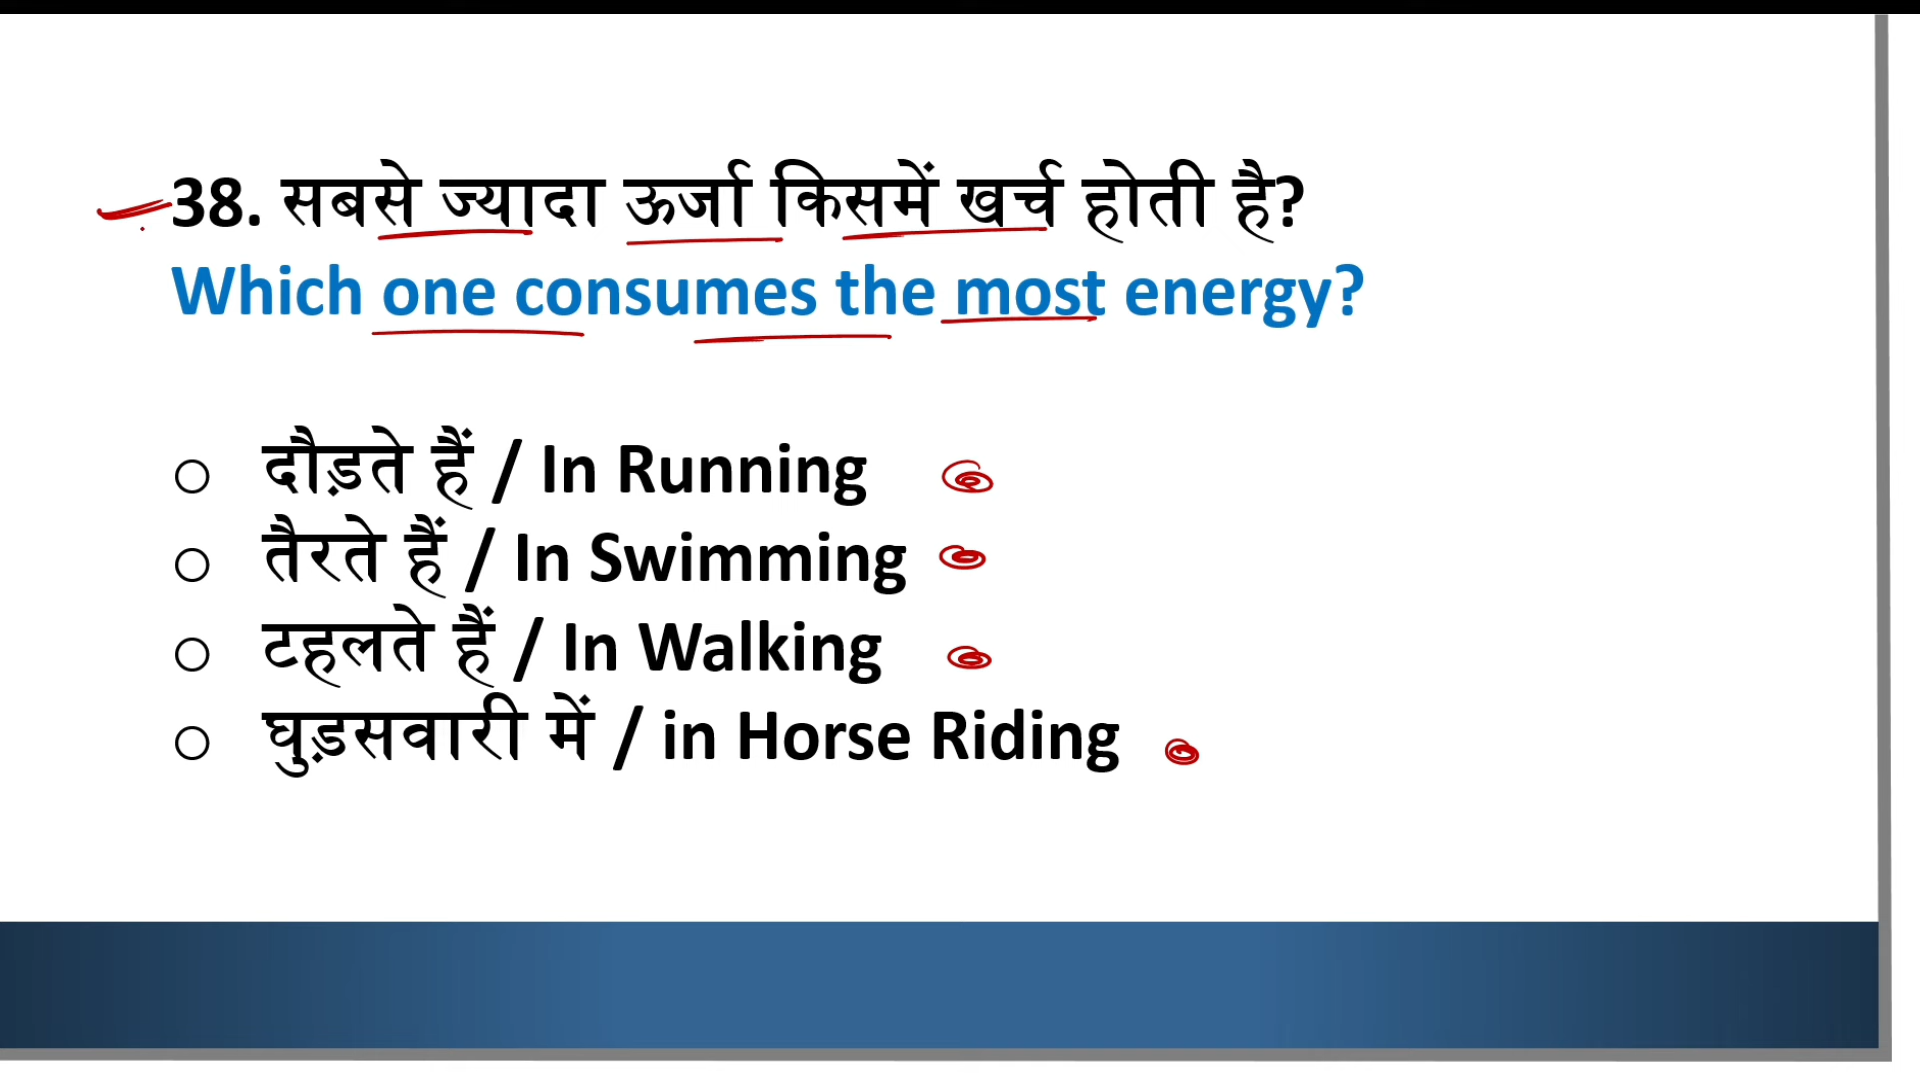 38. सबसे ज्यादा ऊर्जा किसमें खर्च होती है?
Which one consumes the most energy?
दौड़ते हैं / In Running
तैरते हैं / In Swimming
टहलते हैं / In Walking
घुड़सवारी में / in Horse Riding